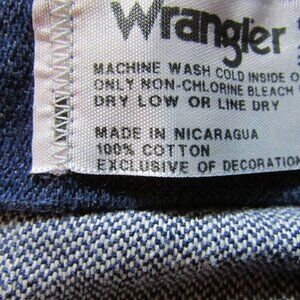 Wrangler
MACHINE WASH COLD INSIDE O
ONLY NON-CHLORINE BLEACH
DRY LOW OR LINE DRY
MADE IN NICARAGUA
100% COTTON
EXCLUSIVE OF DECORATION